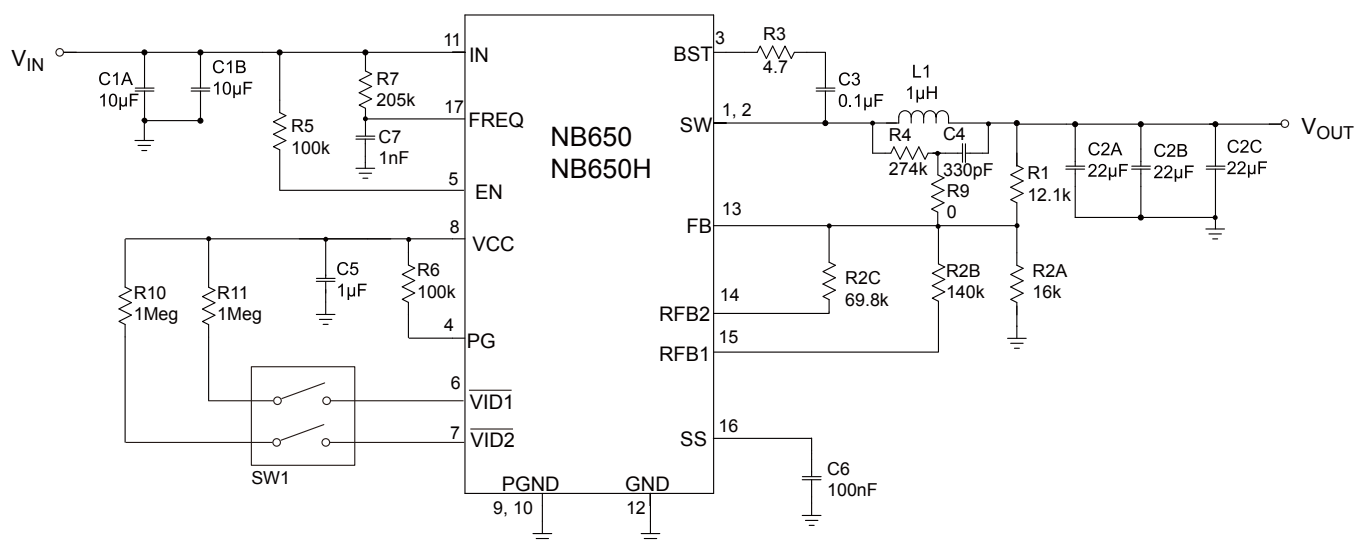 VIN
C1A
10µF
C1B
10µF
R5
100k
R7
205k
C7
1nF
11
IN
17
FREQ
5
EN
8
VCC
4
PG
6
VID1
7
VID2
NB650
NB650H
PGND
9, 10
GND
12
R10
1Meg
R11
1Meg
C5
1µF
R6
100k
SW1
3
BST
1, 2
SW
13
FB
14
RFB2
15
RFB1
16
SS
R3
4.7
C3
0.1µF
L1
1µH
R4
274k
C4
330pF
R9
0
R1
12.1k
C2A
22µF
C2B
22µF
C2C
22µF
VOUT
R2C
69.8k
R2B
140k
R2A
16k
C6
100nF